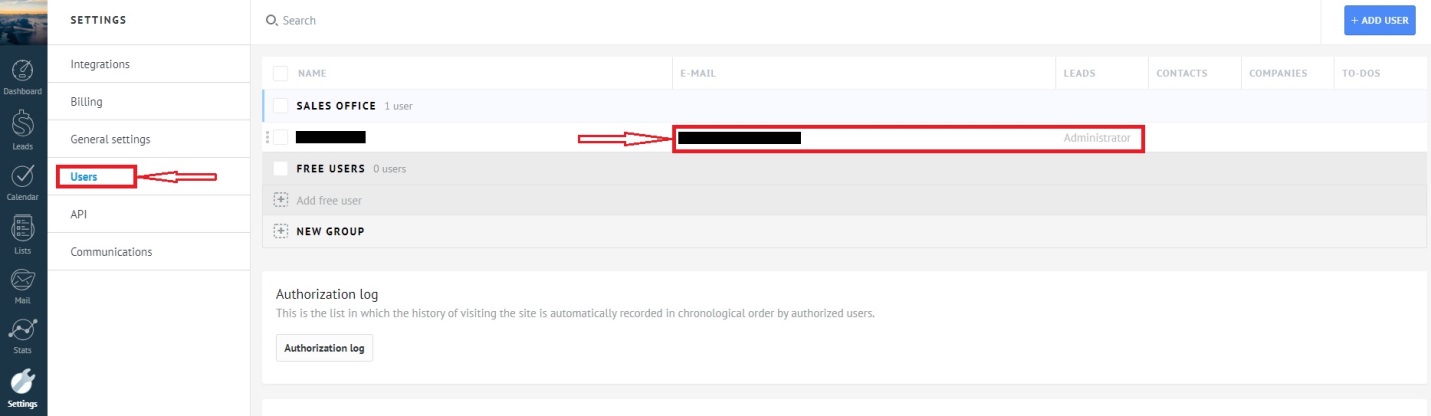 SETTINGS
Search
+ ADD USER
Dashboard
Leads
Calendar
Lists
Mail
Stats
Settings
Integrations
Billing
General settings
Users
API
Communications
NAME E-MAIL LEADS CONTACTS COMPANIES TO-DOS
SALES OFFICE 1 user
Administrator
FREE USERS 0 users
Add free user
NEW GROUP
Authorization log
This is the list in which the history of visiting the site is automatically recorded in chronological order by authorized users.
Authorization log